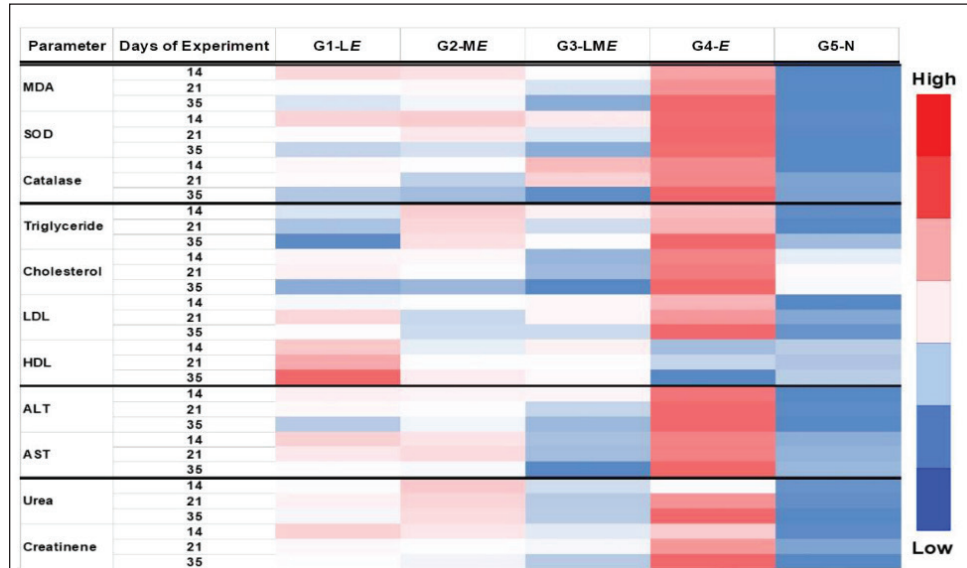 Parameter Days of Experiment G1-LE G2-ME G3-LME G4-E G5-N
MDA
14
21
35
SOD
14
21
35
Catalase
14
21
35
Triglyceride
14
21
35
Cholesterol
14
21
35
LDL
14
21
35
HDL
14
21
35
ALT
14
21
35
AST
14
21
35
Urea
14
21
35
Creatinene
14
21
35
High
Low